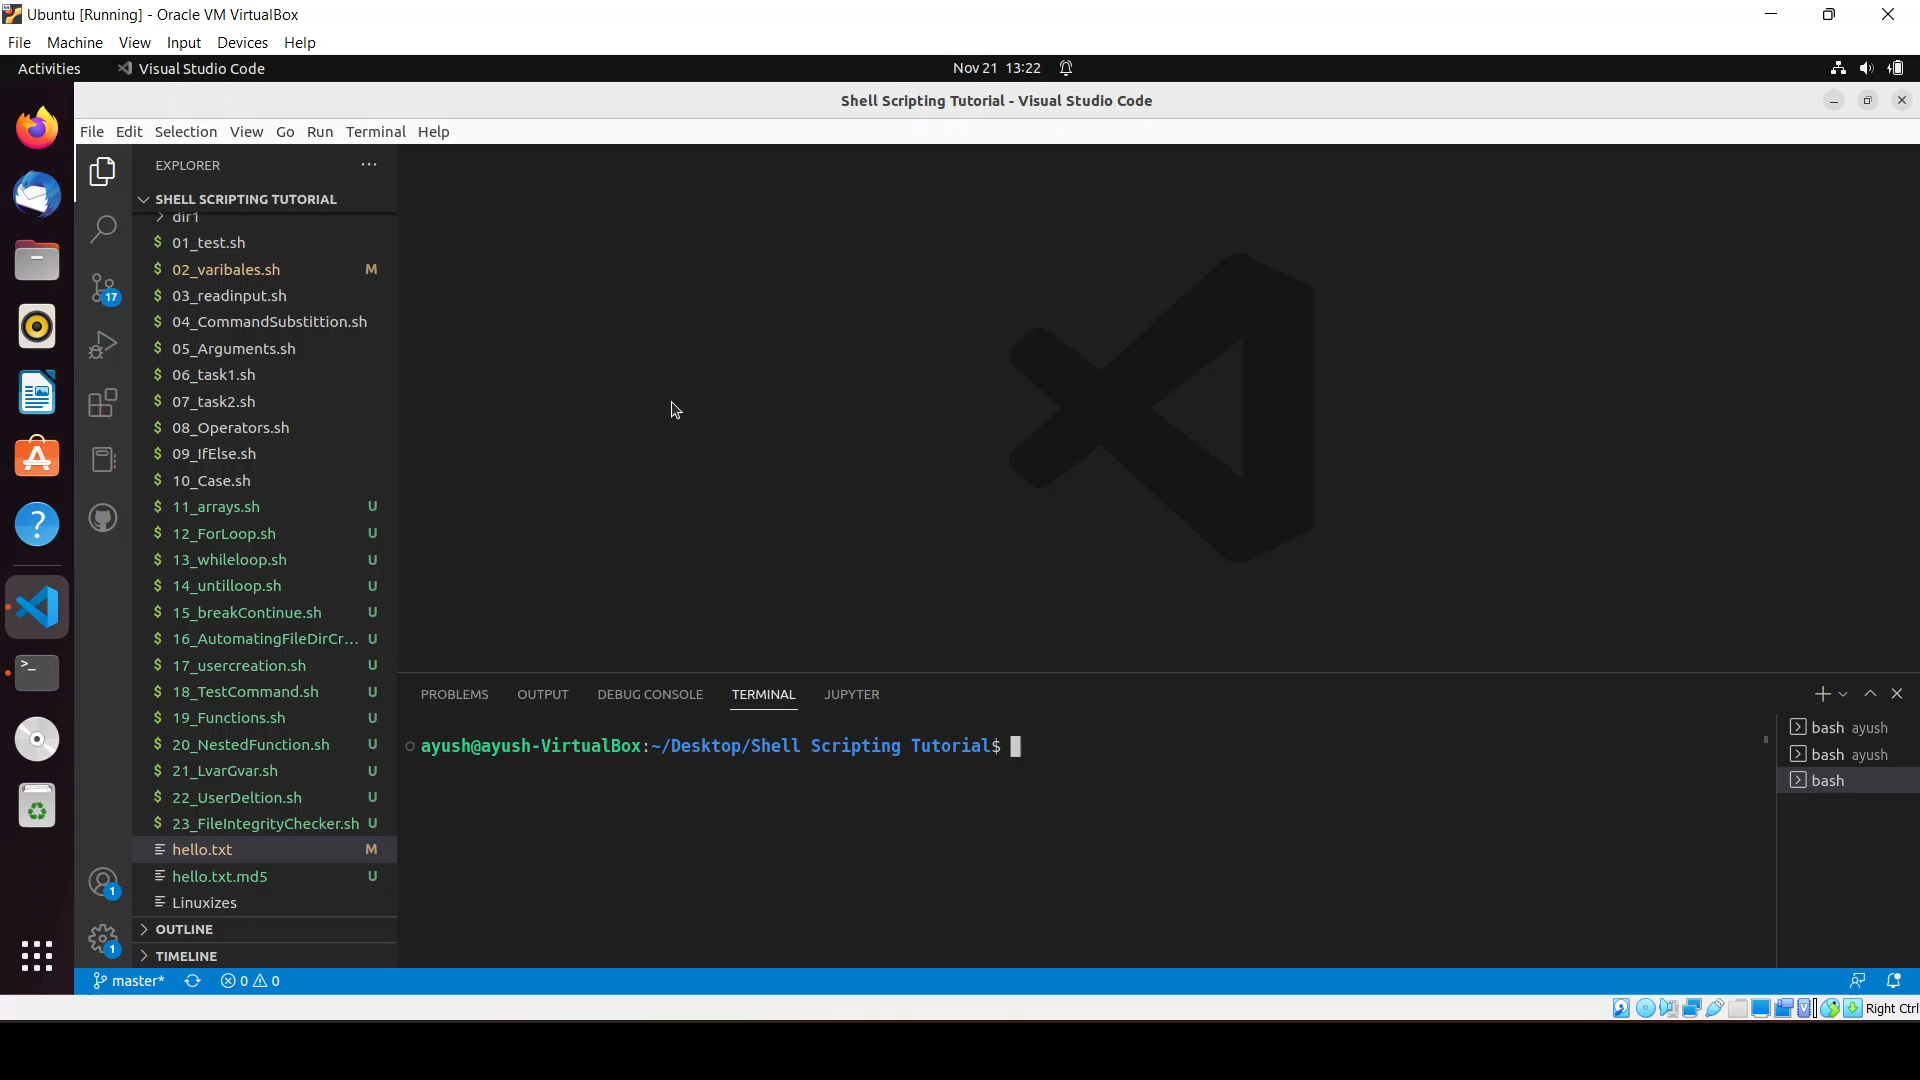 Ubuntu [Running] - Oracle VM VirtualBox
File Machine View Input Devices Help
Activities Visual Studio Code Nov 21 13:22
Shell Scripting Tutorial - Visual Studio Code
File Edit Selection View Go Run Terminal Help
EXPLORER ···
SHELL SCRIPTING TUTORIAL
> dir1
$ 01_test.sh
$ 02_varibales.sh M
$ 03_readinput.sh
$ 04_CommandSubstittion.sh
$ 05_Arguments.sh
$ 06_task1.sh
$ 07_task2.sh
$ 08_Operators.sh
$ 09_IfElse.sh
$ 10_Case.sh
$ 11_arrays.sh U
$ 12_ForLoop.sh U
$ 13_whileloop.sh U
$ 14_untilloop.sh U
$ 15_breakContinue.sh U
$ 16_AutomatingFileDirCr... U
$ 17_usercreation.sh U
$ 18_TestCommand.sh U
$ 19_Functions.sh U
$ 20_NestedFunction.sh U
$ 21_LvarGvar.sh U
$ 22_UserDeltion.sh U
$ 23_FileIntegrityChecker.sh U
hello.txt M
hello.txt.md5 U
Linuxizes
> OUTLINE
> TIMELINE
17
1
1
PROBLEMS OUTPUT DEBUG CONSOLE TERMINAL JUPYTER
ayush@ayush-VirtualBox:~/Desktop/Shell Scripting Tutorial$
bash ayush
bash ayush
bash
master* 0 0
Right Ctrl